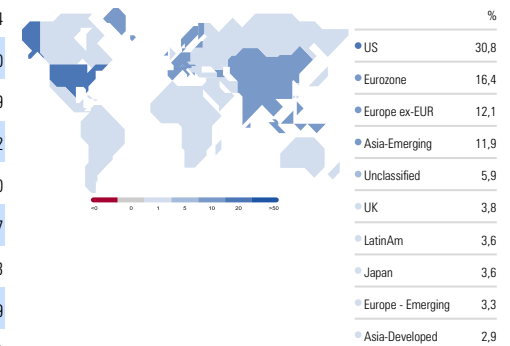 %
US 30,8
Eurozone 16,4
Europe ex-EUR 12,1
Asia-Emerging 11,9
Unclassified 5,9
UK 3,8
LatinAm 3,6
Japan 3,6
Europe - Emerging 3,3
Asia-Developed 2,9
<0 0 1 5 10 20 >50